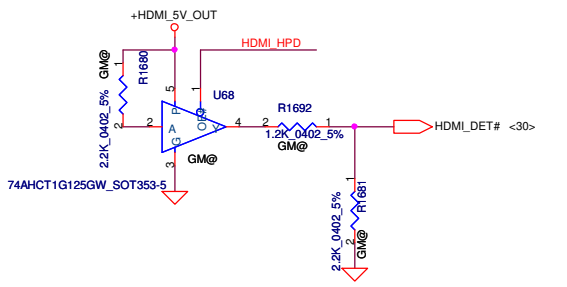 +HDMI_5V_OUT
HDMI_HPD
GM@
R1680
1
2
2.2K_0402_5%
5
1
U68
P
OE#
A
Y
G
2
4
3
GM@
74AHCT1G125GW_SOT353-5
R1692
2
1
1.2K_0402_5%
GM@
HDMI_DET# <30>
1
R1681
2
2.2K_0402_5%
GM@